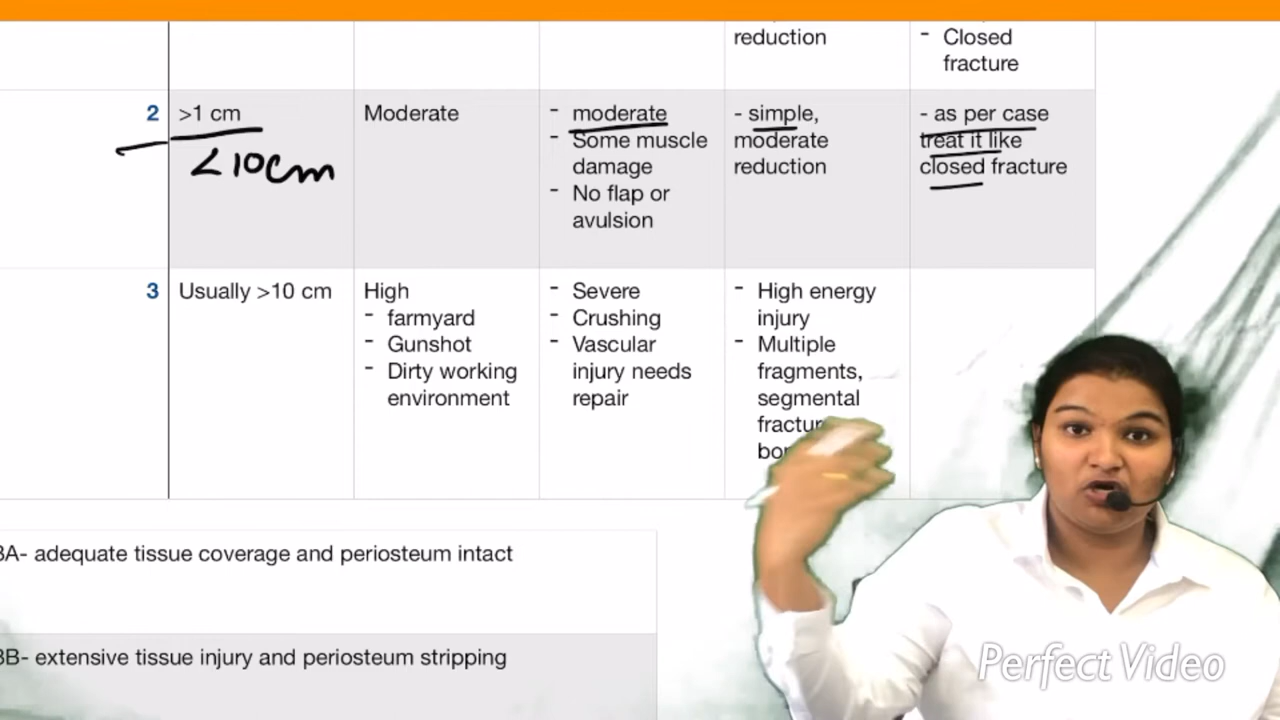 reduction
- Closed
fracture
2
>1 cm
<10cm
Moderate
- moderate
- Some muscle
damage
- No flap or
avulsion
- simple,
moderate
reduction
- as per case
treat it like
closed fracture
3
Usually >10 cm
High
- farmyard
- Gunshot
- Dirty working
environment
- Severe
- Crushing
- Vascular
injury needs
repair
- High energy
injury
- Multiple
fragments,
segmental
3A- adequate tissue coverage and periosteum intact
3B- extensive tissue injury and periosteum stripping
Perfect Video